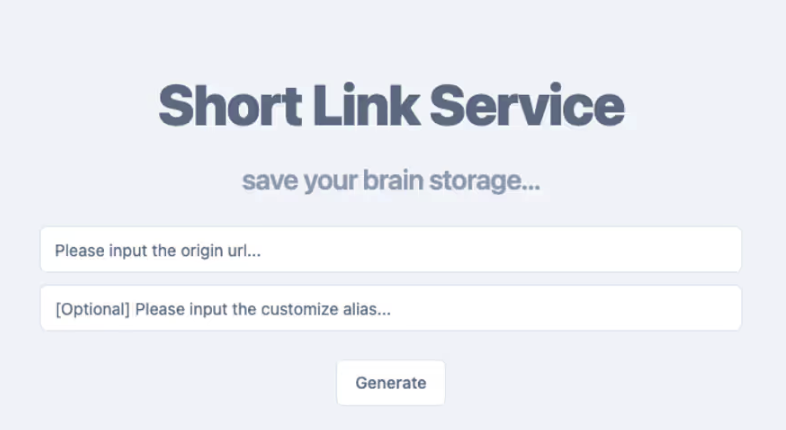 Short Link Service
save your brain storage...
Please input the origin url...
[Optional] Please input the customize alias...
Generate